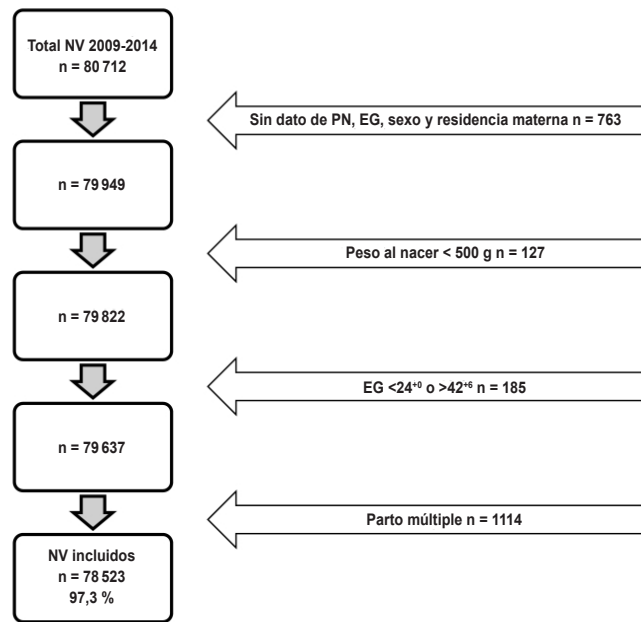 Total NV 2009-2014
n = 80 712
Sin dato de PN, EG, sexo y residencia materna n = 763
n = 79 949
Peso al nacer < 500 g n = 127
n = 79 822
EG <24⁺⁰ o >42⁺⁶ n = 185
n = 79 637
Parto múltiple n = 1114
NV incluidos
n = 78 523
97,3 %